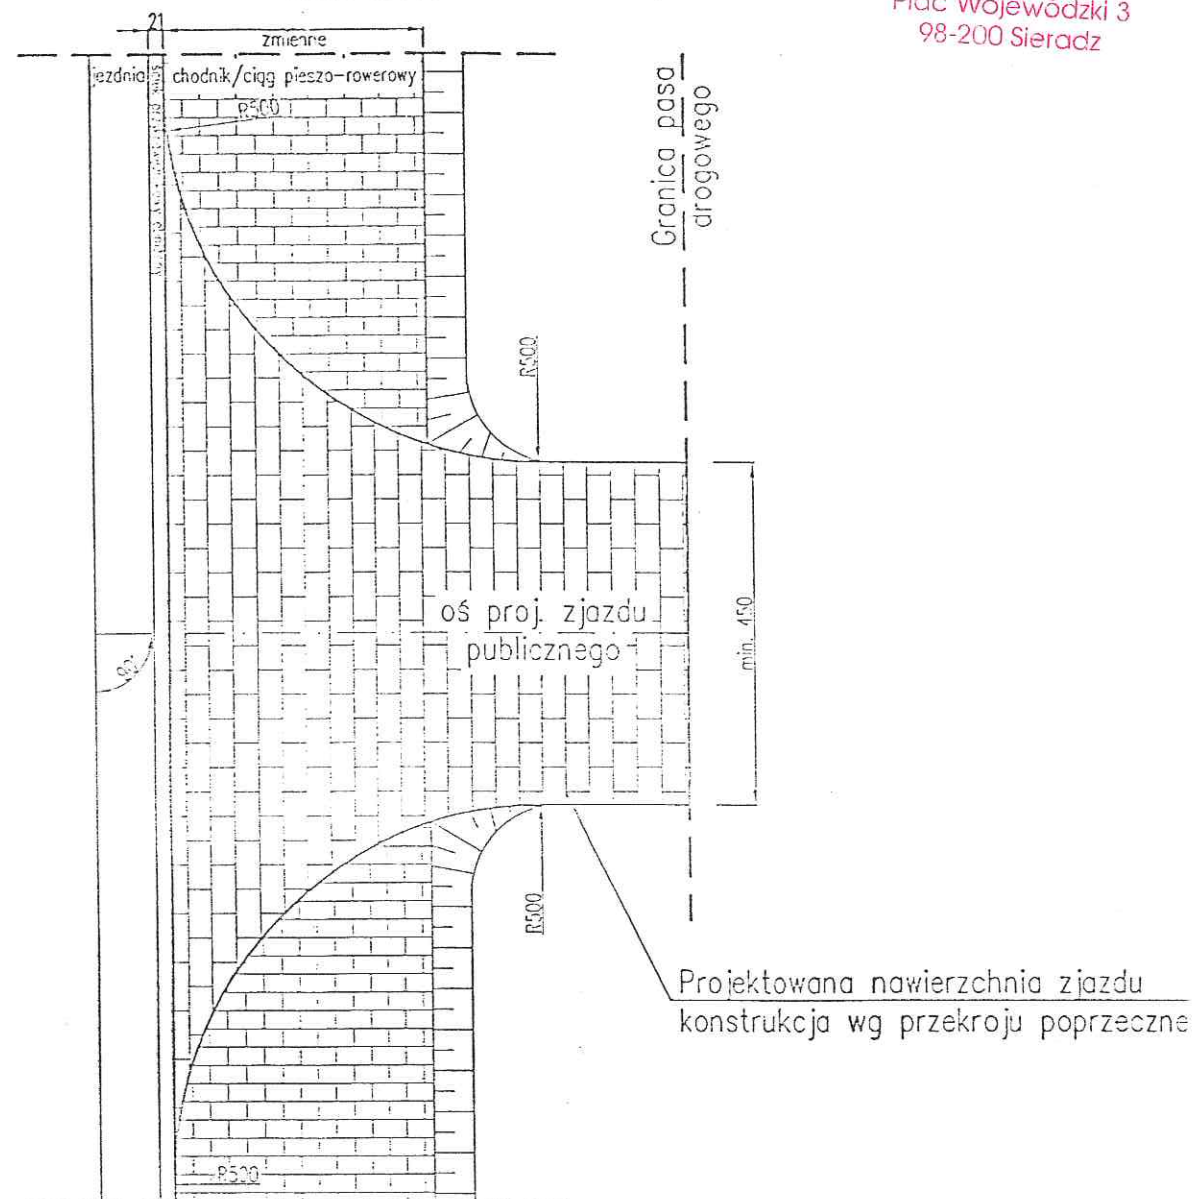 Plac Wojewódzki 3
98-200 Sieradz
21
zmienne
jezdnia
chodnik/ciąg pieszo-rowerowy
R500
Granica pasa
drogowego
R500
oś proj. zjazdu
publicznego
min. 450
90°
R500
Projektowana nawierzchnia zjazdu
konstrukcja wg przekroju poprzeczne
R500